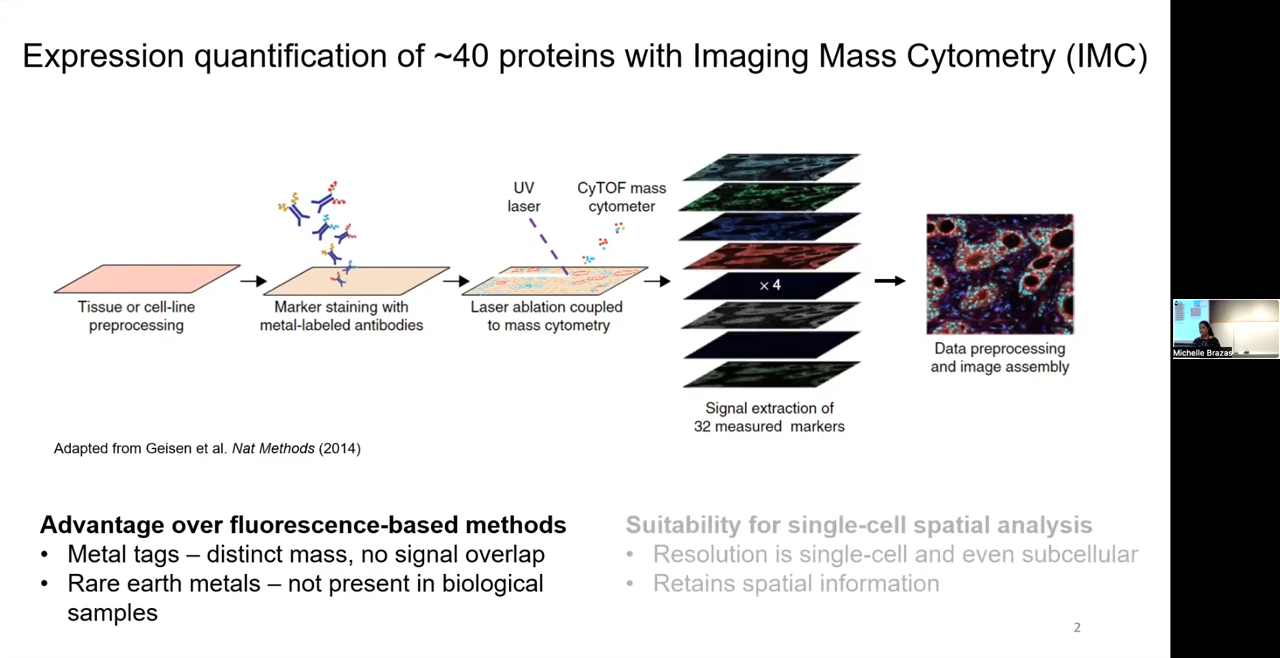 Expression quantification of ~40 proteins with Imaging Mass Cytometry (IMC)
UV
laser
CyTOF mass
cytometer
× 4
Tissue or cell-line
preprocessing
Marker staining with
metal-labeled antibodies
Laser ablation coupled
to mass cytometry
Signal extraction of
32 measured markers
Data preprocessing
and image assembly
Michelle Brazas
Adapted from Geisen et al. Nat Methods (2014)
Advantage over fluorescence-based methods
• Metal tags – distinct mass, no signal overlap
• Rare earth metals – not present in biological
samples
Suitability for single-cell spatial analysis
• Resolution is single-cell and even subcellular
• Retains spatial information
2